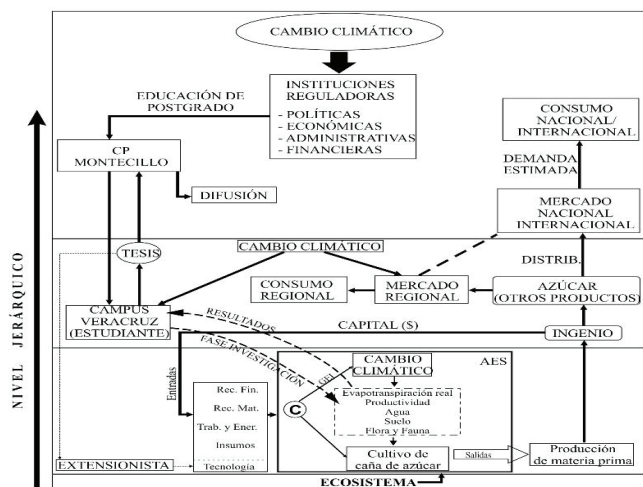 CAMBIO CLIMÁTICO
EDUCACIÓN DE
POSTGRADO
INSTITUCIONES
REGULADORAS
- POLÍTICAS
- ECONÓMICAS
- ADMINISTRATIVAS
- FINANCIERAS
CONSUMO
NACIONAL/
INTERNACIONAL
CP
MONTECILLO
DIFUSIÓN
DEMANDA
ESTIMADA
MERCADO
NACIONAL
INTERNACIONAL
NIVEL JERÁRQUICO
TESIS
CAMBIO CLIMÁTICO
DISTRIB.
CONSUMO
REGIONAL
MERCADO
REGIONAL
AZÚCAR
(OTROS PRODUCTOS)
CAMPUS
VERACRUZ
(ESTUDIANTE)
RESULTADOS
FASE INVESTIGACIÓN
CAPITAL ($)
INGENIO
Entradas
Rec. Fin.
Rec. Mat.
Trab. y Ener.
Insumos
Tecnología
C
GEI
CAMBIO
CLIMÁTICO
AES
Evapotranspiración real
Productividad
Agua
Suelo
Flora y Fauna
Cultivo de
caña de azúcar
Salidas
Producción
de materia prima
EXTENSIONISTA
ECOSISTEMA